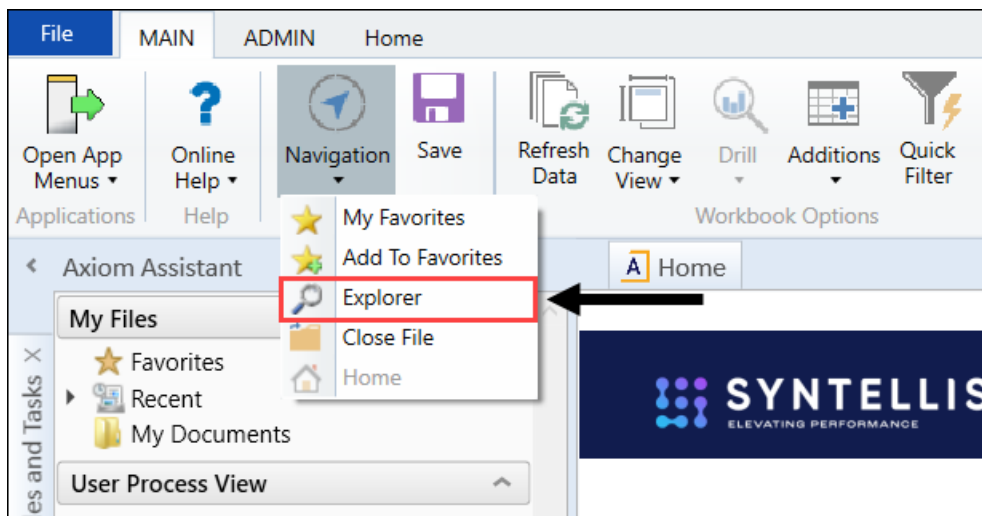 File MAIN ADMIN Home
Open App Menus
Online Help
Navigation
Save
Refresh Data
Change View
Drill
Additions
Quick Filter
Applications Help Workbook Options
My Favorites
Add To Favorites
Explorer
Close File
Home
Axiom Assistant
A Home
My Files
Favorites
Recent
My Documents
User Process View
es and Tasks
SYNTELLIS
ELEVATING PERFORMANCE